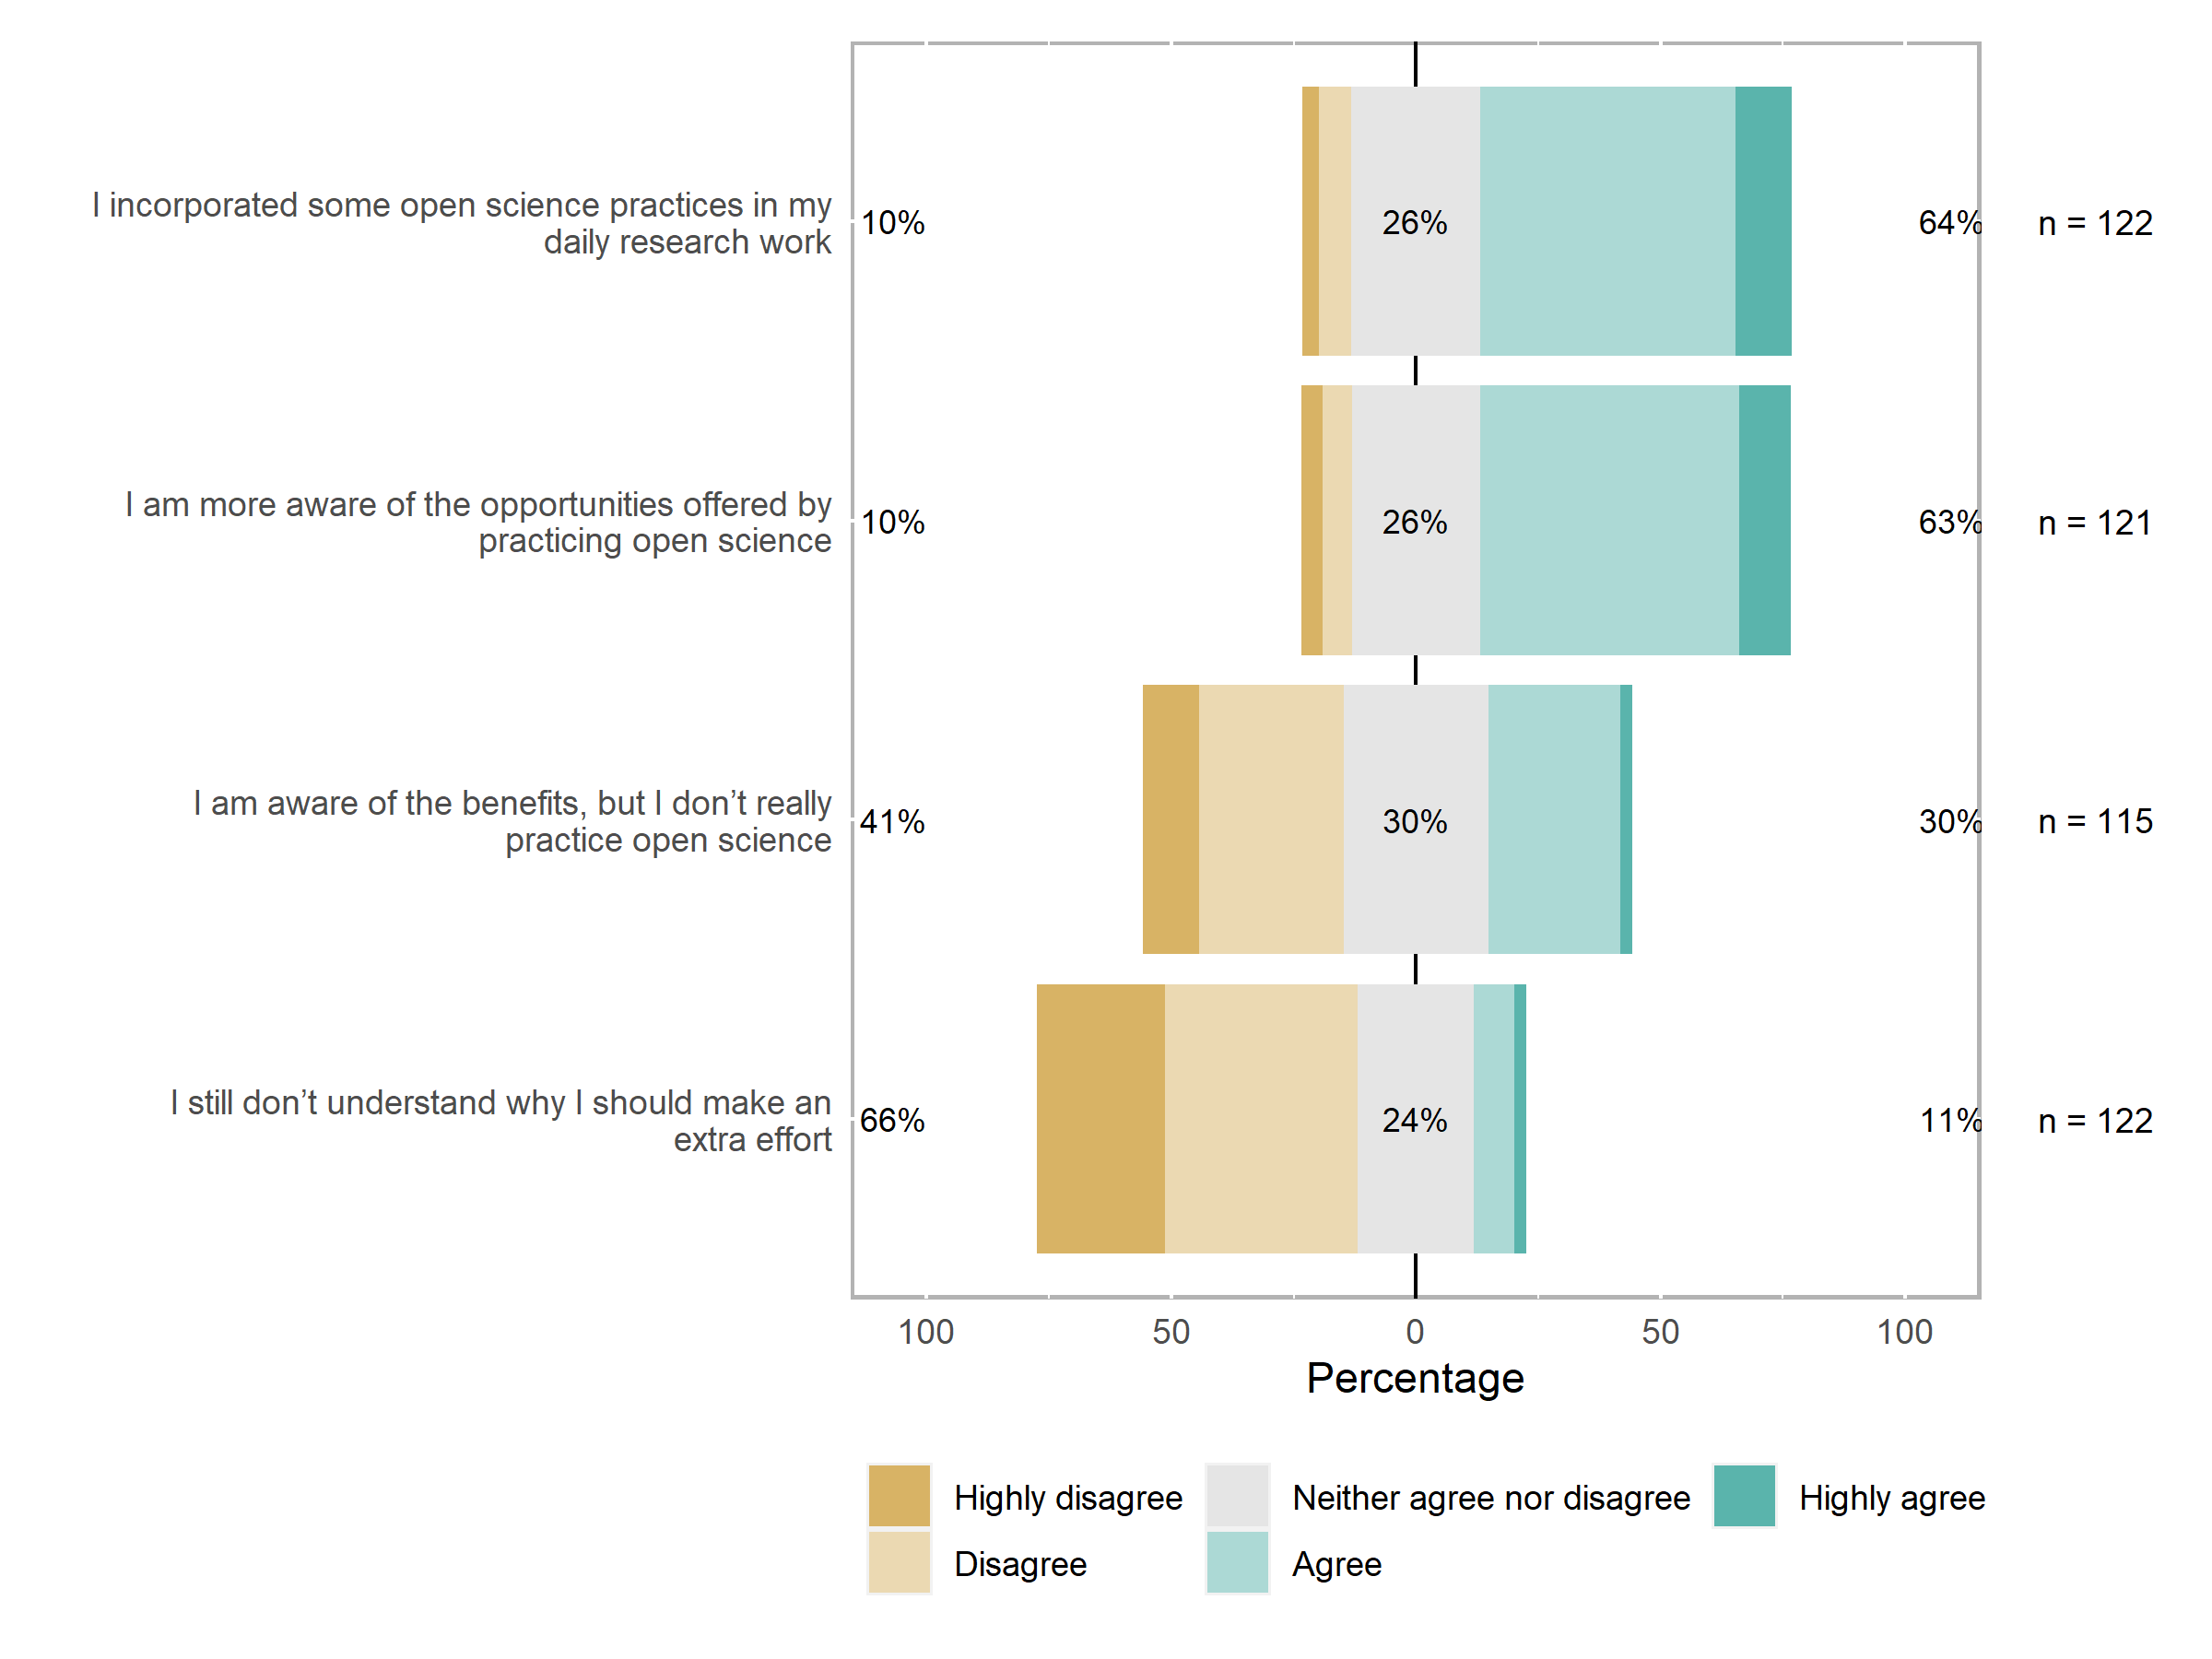 I incorporated some open science practices in my
daily research work
10%
26%
64%
n = 122
I am more aware of the opportunities offered by
practicing open science
10%
26%
63%
n = 121
I am aware of the benefits, but I don’t really
practice open science
41%
30%
30%
n = 115
I still don’t understand why I should make an
extra effort
66%
24%
11%
n = 122
100 50 0 50 100
Percentage
Highly disagree Neither agree nor disagree Highly agree
Disagree Agree